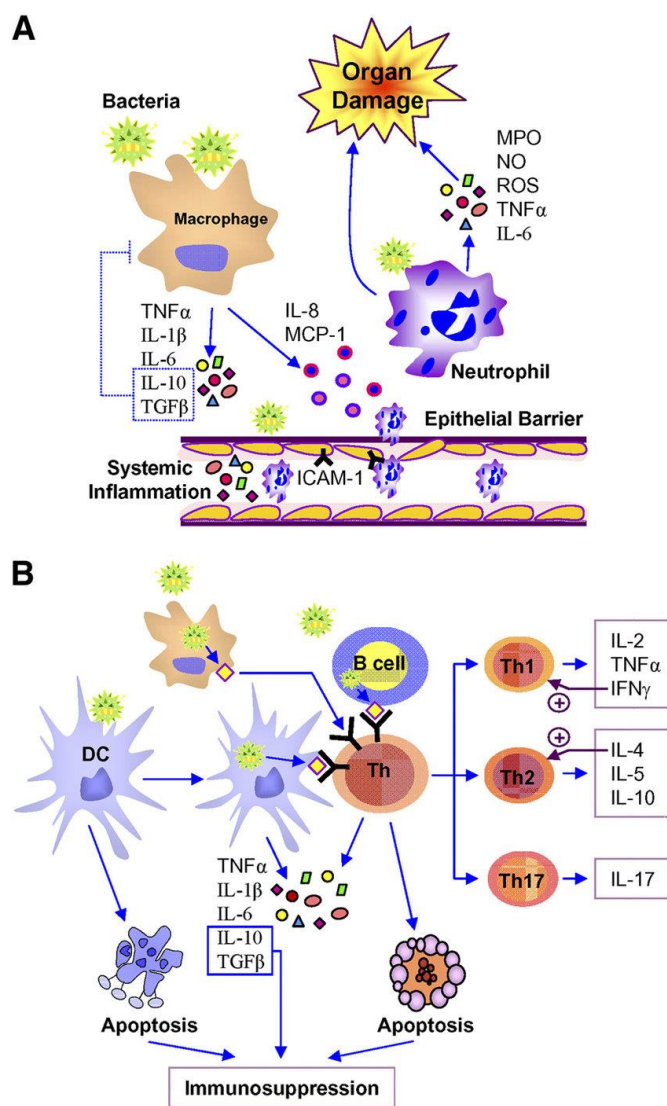 A
Bacteria
Organ
Damage
Macrophage
MPO
NO
ROS
TNFα
IL-6
TNFα
IL-1β
IL-6
IL-10
TGFβ
IL-8
MCP-1
Neutrophil
Epithelial Barrier
Systemic
Inflammation
ICAM-1
B
B cell
DC
Th
Th1
IL-2
TNFα
IFNγ
+
+
Th2
IL-4
IL-5
IL-10
Th17
IL-17
TNFα
IL-1β
IL-6
IL-10
TGFβ
Apoptosis
Apoptosis
Immunosuppression